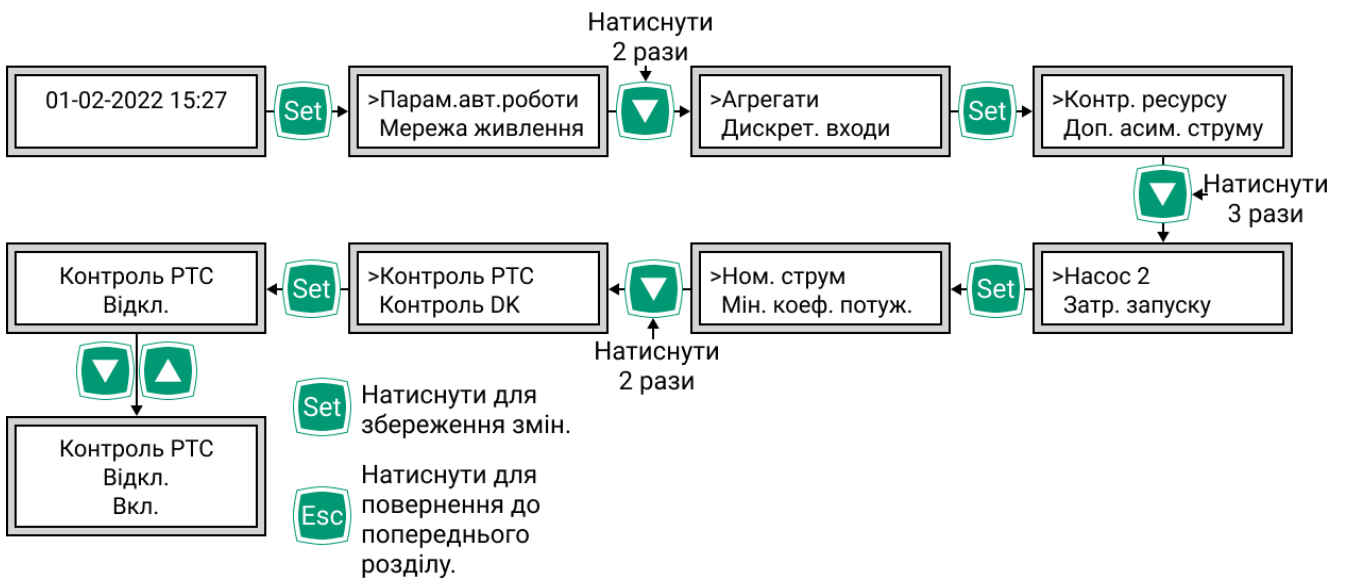 Натиснути
2 рази
01-02-2022 15:27
Set
>Парам.авт.роботи
Мережа живлення
>Агрегати
Дискрет. входи
Set
>Контр. ресурсу
Доп. асим. струму
Натиснути
3 рази
Контроль РТС
Відкл.
Set
>Контроль РТС
Контроль DK
>Ном. струм
Мін. коеф. потуж.
Set
>Насос 2
Затр. запуску
Натиснути
2 рази
Set
Натиснути для
збереження змін.
Контроль РТС
Відкл.
Вкл.
Esc
Натиснути для
повернення до
попереднього
розділу.